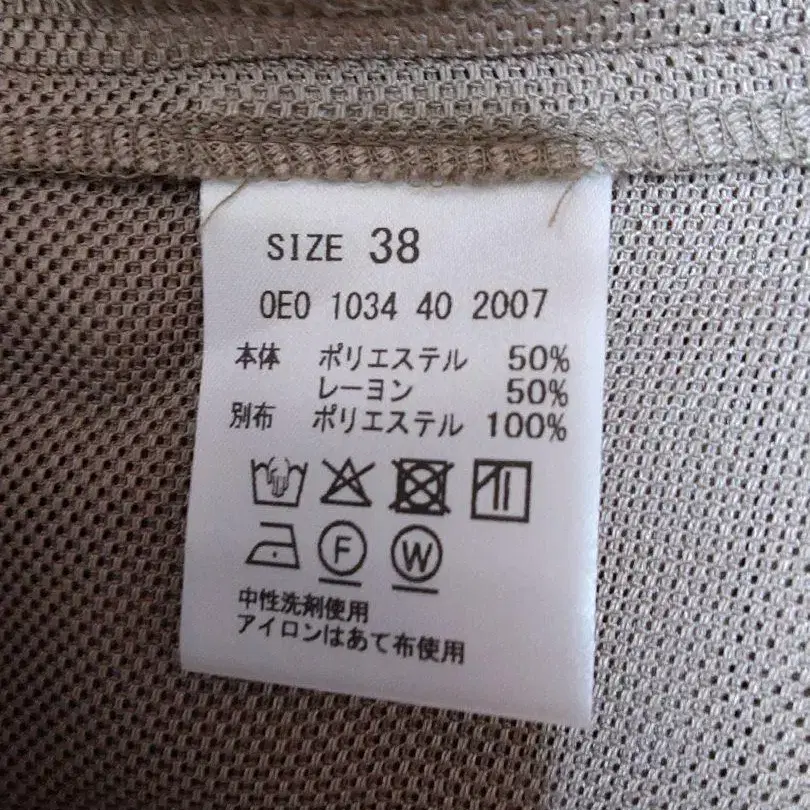 SIZE 38
0E0 1034 40 2007
本体 ポリエステル 50%
レーヨン 50%
別布 ポリエステル 100%
F W
中性洗剤使用
アイロンはあて布使用